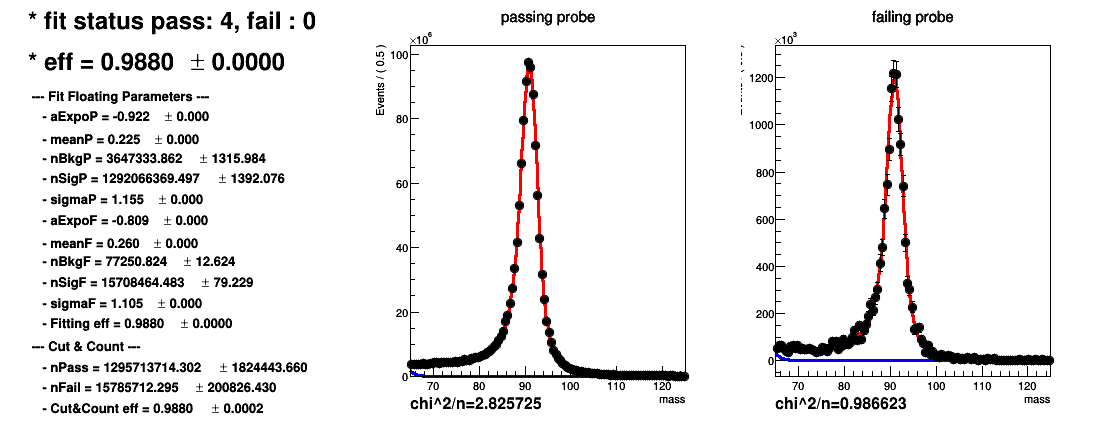 * fit status pass: 4, fail : 0
* eff = 0.9880 ± 0.0000
--- Fit Floating Parameters ---
- aExpoP = -0.922 ± 0.000
- meanP = 0.225 ± 0.000
- nBkgP = 3647333.862 ± 1315.984
- nSigP = 1292066369.497 ± 1392.076
- sigmaP = 1.155 ± 0.000
- aExpoF = -0.809 ± 0.000
- meanF = 0.260 ± 0.000
- nBkgF = 77250.824 ± 12.624
- nSigF = 15708464.483 ± 79.229
- sigmaF = 1.105 ± 0.000
- Fitting eff = 0.9880 ± 0.0000
--- Cut & Count ---
- nPass = 1295713714.302 ± 1824443.660
- nFail = 15785712.295 ± 200826.430
- Cut&Count eff = 0.9880 ± 0.0002
passing probe
×10^6
Events / ( 0.5 )
100
80
60
40
20
0
70 80 90 100 110 120
mass
chi^2/n=2.825725
failing probe
×10^3
1200
1000
800
600
400
200
0
70 80 90 100 110 120
mass
chi^2/n=0.986623